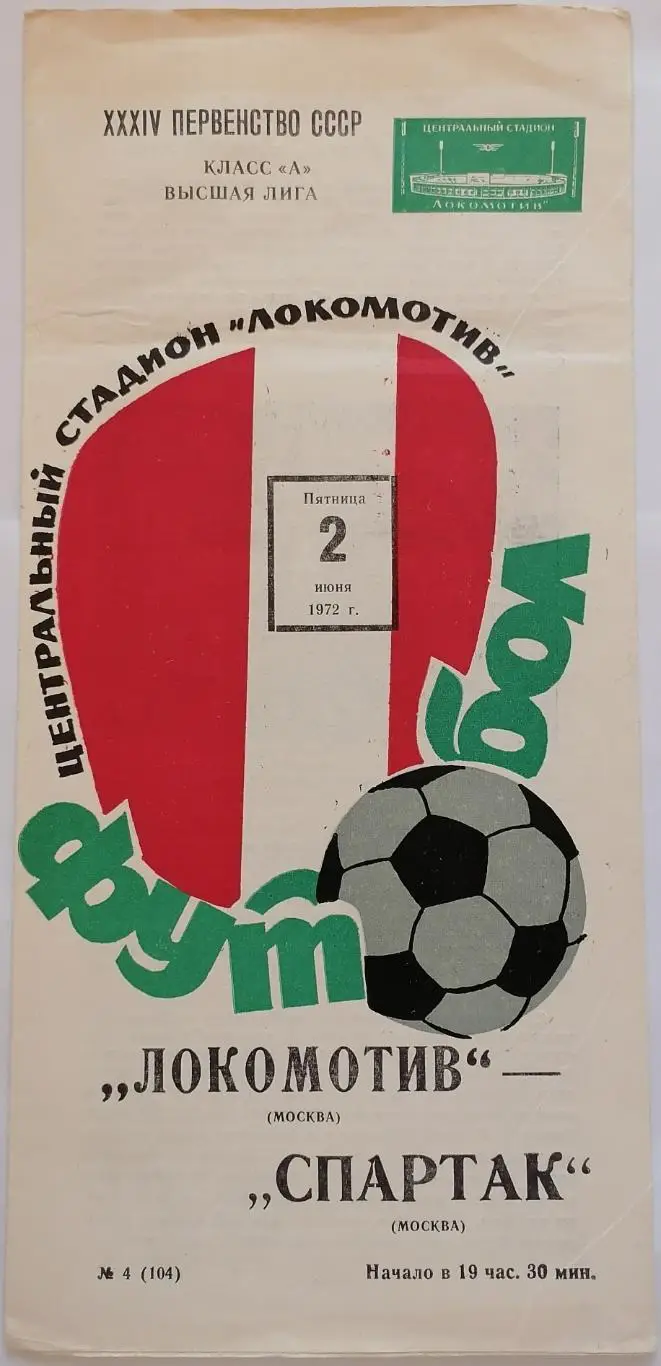 XXXIV ПЕРВЕНСТВО СССР
КЛАСС «А»
ВЫСШАЯ ЛИГА
ЦЕНТРАЛЬНЫЙ СТАДИОН
„ЛОКОМОТИВ"
ЦЕНТРАЛЬНЫЙ СТАДИОН „ЛОКОМОТИВ"
Пятница
2
июня
1972 г.
футбол
„ЛОКОМОТИВ" —
(МОСКВА)
„СПАРТАК"
(МОСКВА)
№ 4 (104)
Начало в 19 час. 30 мин.